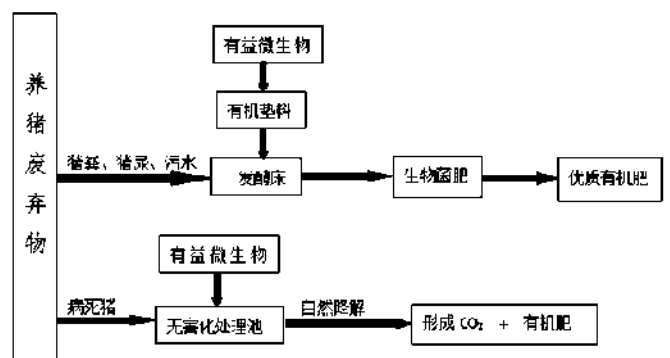 养猪废弃物
有益微生物
有机垫料
猪粪、猪尿、污水
发酵床
生物菌肥
优质有机肥
有益微生物
病死猪
无害化处理池
自然降解
形成 CO₂ + 有机肥